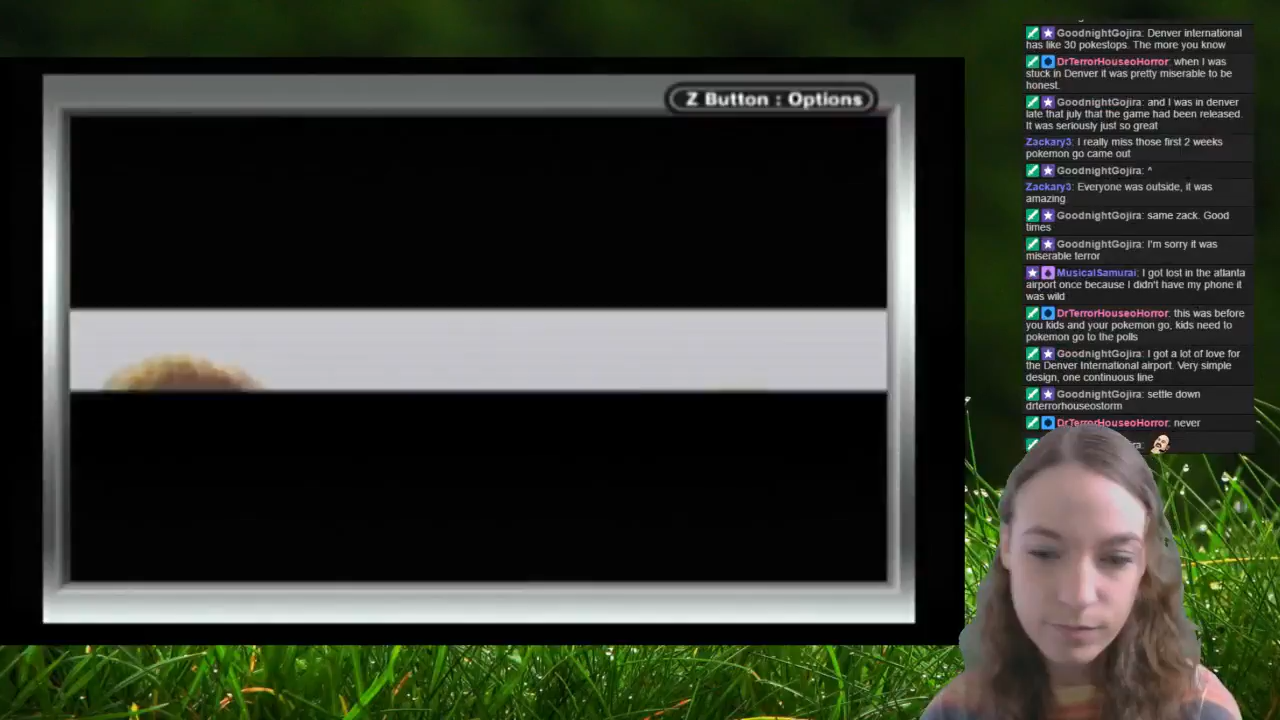 Z Button : Options
GoodnightGojira: Denver international
has like 30 pokestops. The more you know
DrTerrorHouseoHorror: when I was
stuck in Denver it was pretty miserable to be
honest.
GoodnightGojira: and I was in denver
late that july that the game had been released.
It was seriously just so great
Zackary3: I really miss those first 2 weeks
pokemon go came out
GoodnightGojira: ^
Zackary3: Everyone was outside, it was
amazing
GoodnightGojira: same zack. Good
times
GoodnightGojira: I'm sorry it was
miserable terror
MusicalSamurai: I got lost in the atlanta
airport once because I didn't have my phone it
was wild
DrTerrorHouseoHorror: this was before
you kids and your pokemon go, kids need to
pokemon go to the polls
GoodnightGojira: I got a lot of love for
the Denver International airport. Very simple
design, one continuous line
GoodnightGojira: settle down
drterrorhouseostorm
DrTerrorHouseoHorror: never